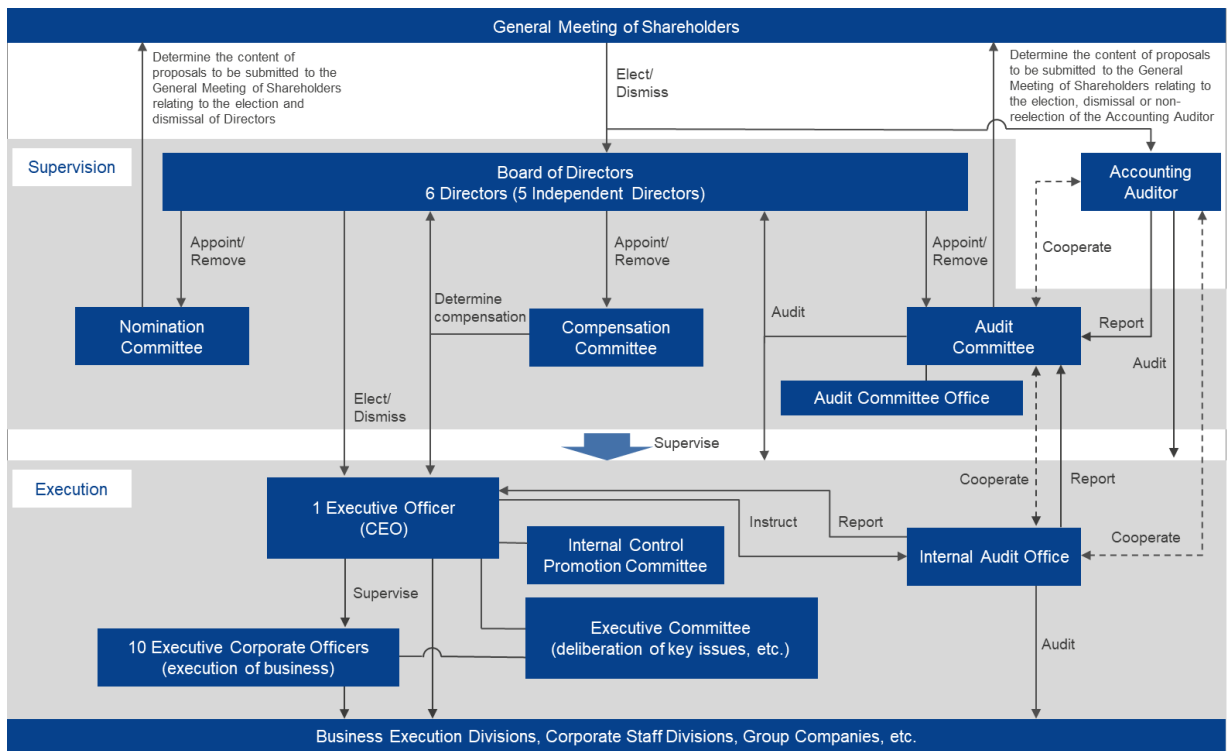 General Meeting of Shareholders
Determine the content of
proposals to be submitted to the
General Meeting of Shareholders
relating to the election and
dismissal of Directors
Elect/
Dismiss
Determine the content of proposals
to be submitted to the General
Meeting of Shareholders relating to
the election, dismissal or non-
reelection of the Accounting Auditor
Supervision
Board of Directors
6 Directors (5 Independent Directors)
Accounting
Auditor
Appoint/
Remove
Appoint/
Remove
Appoint/
Remove
Cooperate
Determine
compensation
Nomination
Committee
Compensation
Committee
Audit
Audit
Committee
Report
Audit
Audit Committee Office
Elect/
Dismiss
Supervise
Execution
1 Executive Officer
(CEO)
Instruct
Report
Cooperate
Report
Internal Control
Promotion Committee
Internal Audit Office
Cooperate
Supervise
10 Executive Corporate Officers
(execution of business)
Executive Committee
(deliberation of key issues, etc.)
Audit
Business Execution Divisions, Corporate Staff Divisions, Group Companies, etc.